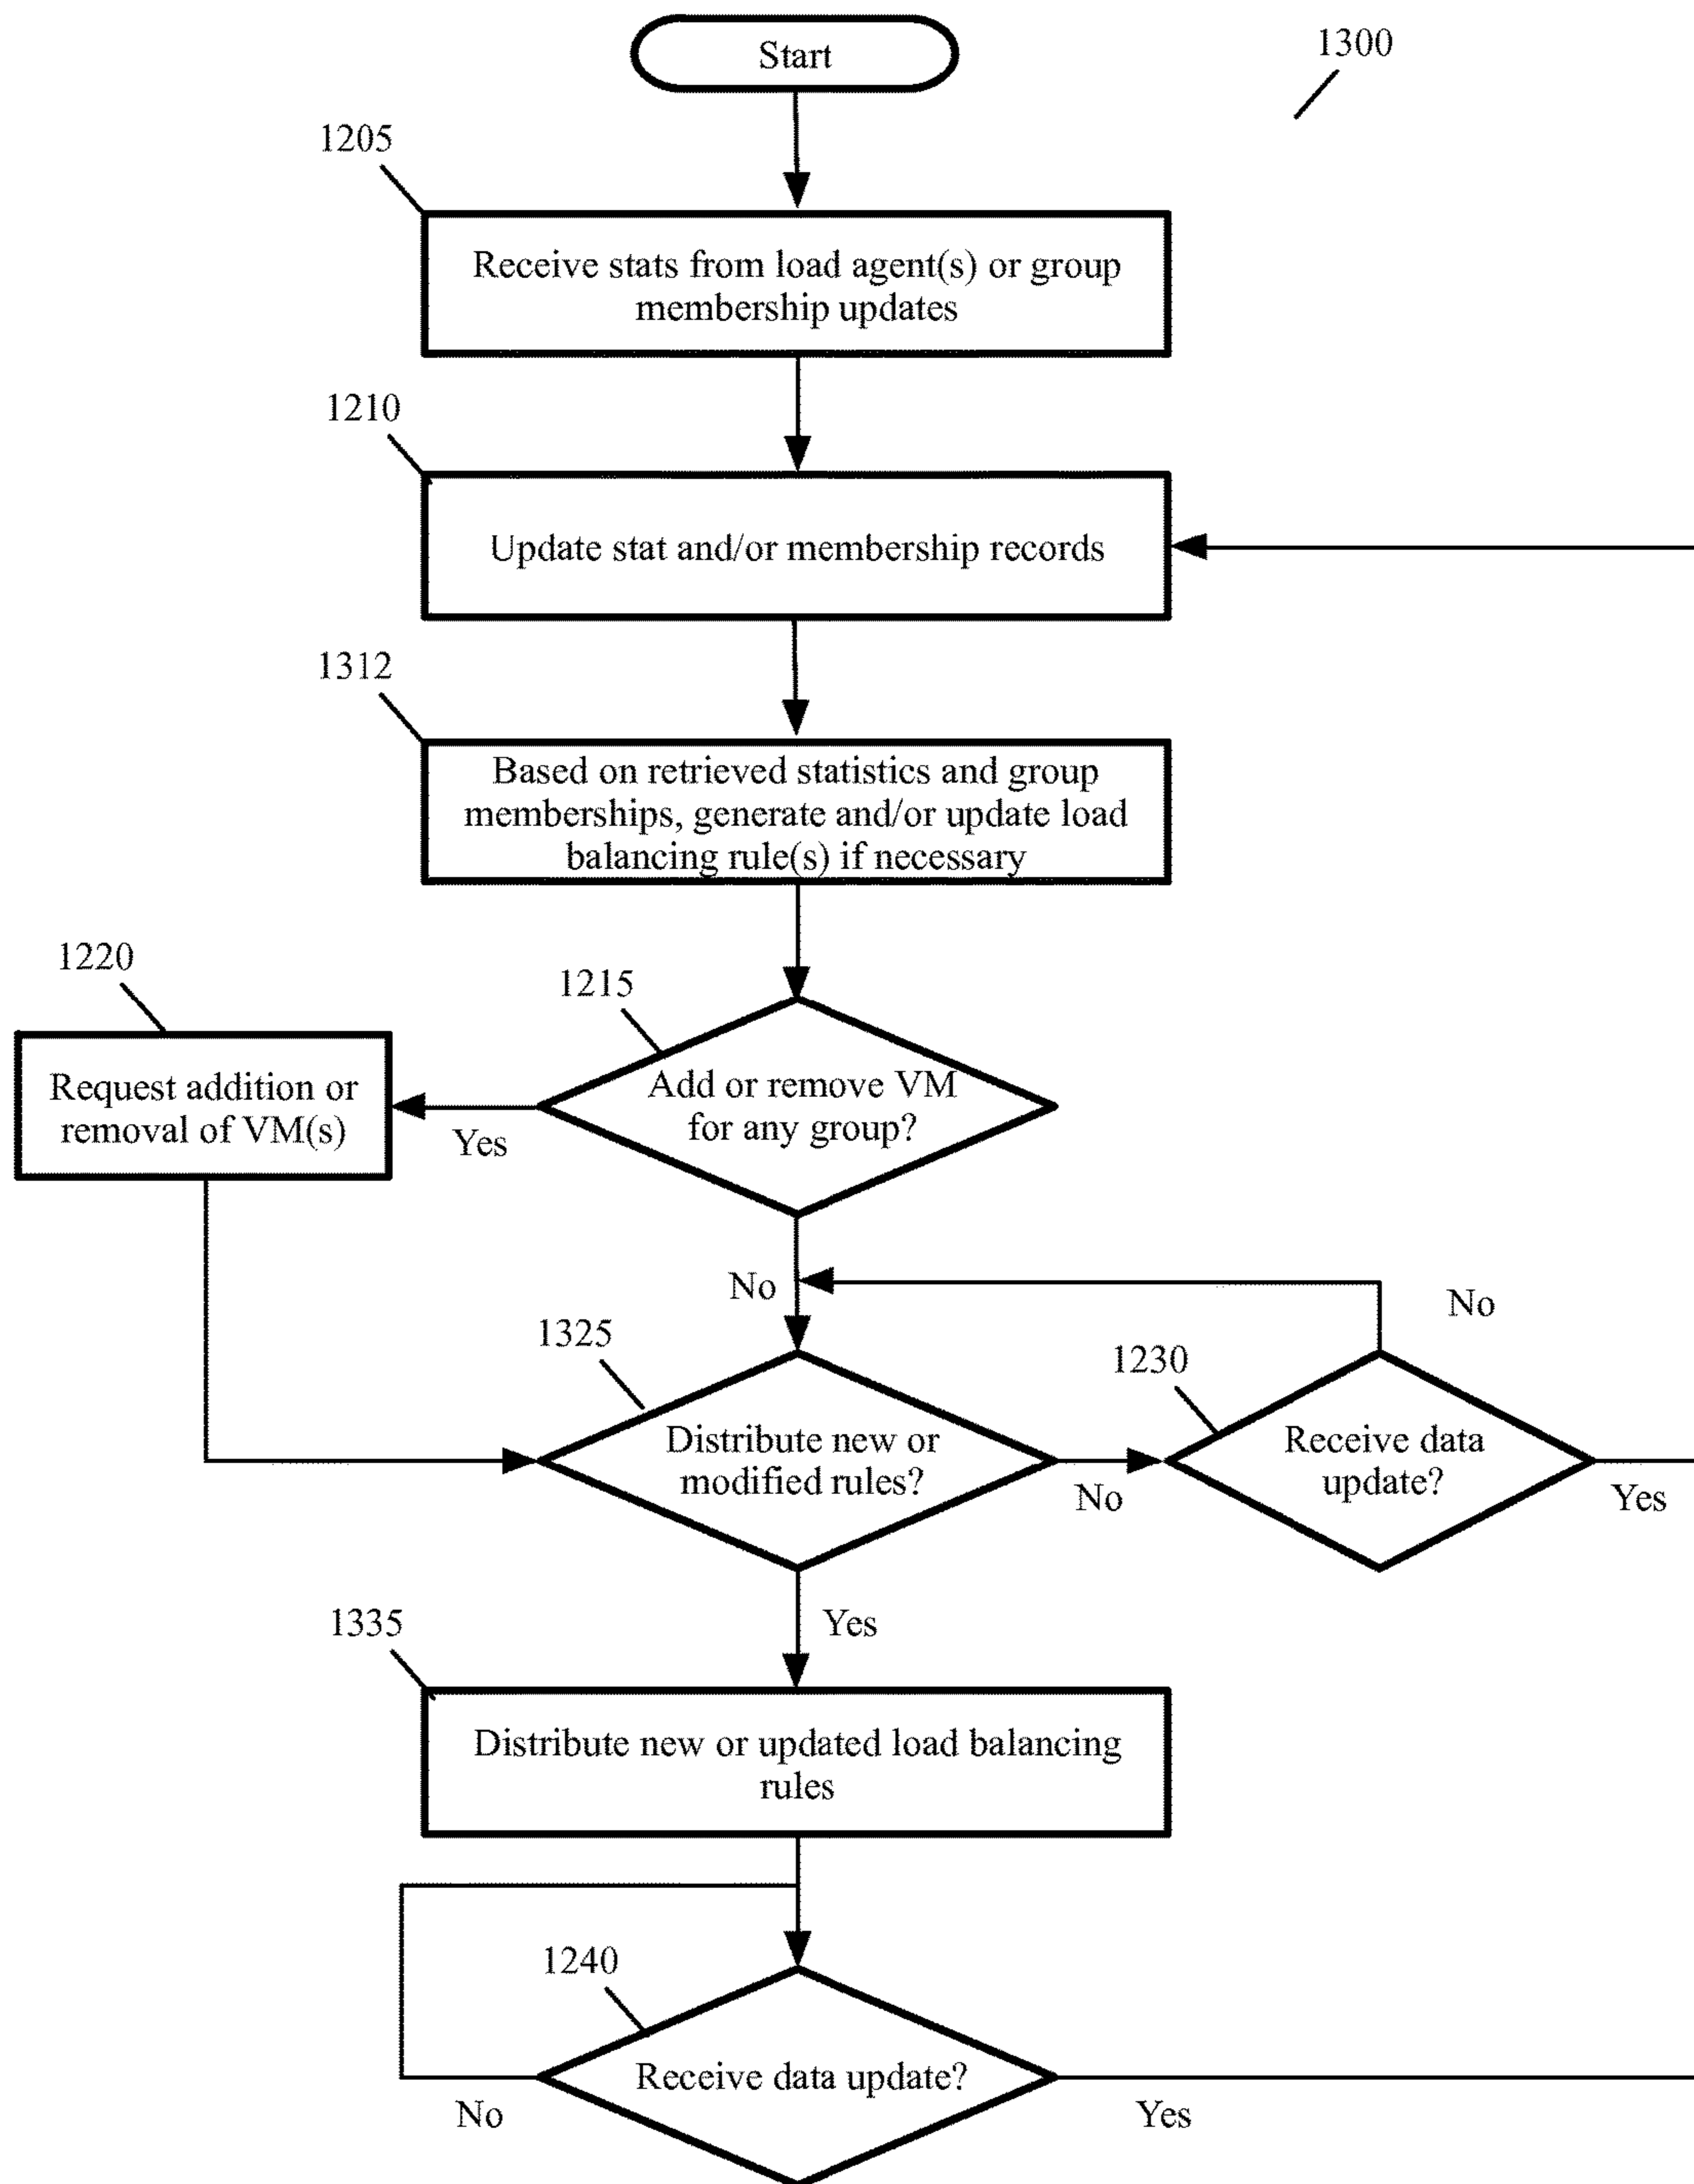 Start
1300
1205
Receive stats from load agent(s) or group
membership updates
1210
Update stat and/or membership records
1312
Based on retrieved statistics and group
memberships, generate and/or update load
balancing rule(s) if necessary
1220
1215
Request addition or
removal of VM(s)
Yes
Add or remove VM
for any group?
No
No
1325
1230
Distribute new or
modified rules?
No
Receive data
update?
Yes
Yes
1335
Distribute new or updated load balancing
rules
1240
Receive data update?
No
Yes